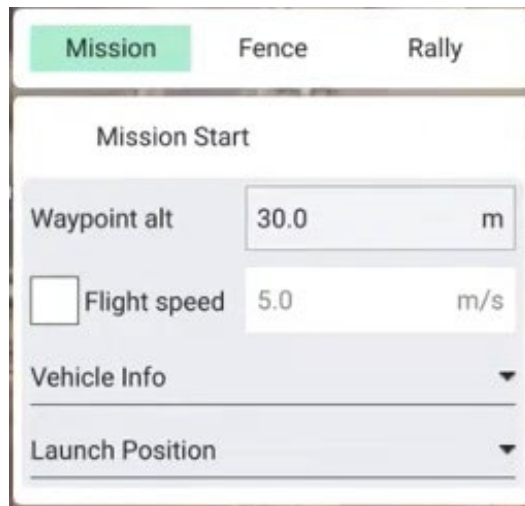 Mission Fence Rally
Mission Start
Waypoint alt 30.0 m
Flight speed 5.0 m/s
Vehicle Info
Launch Position